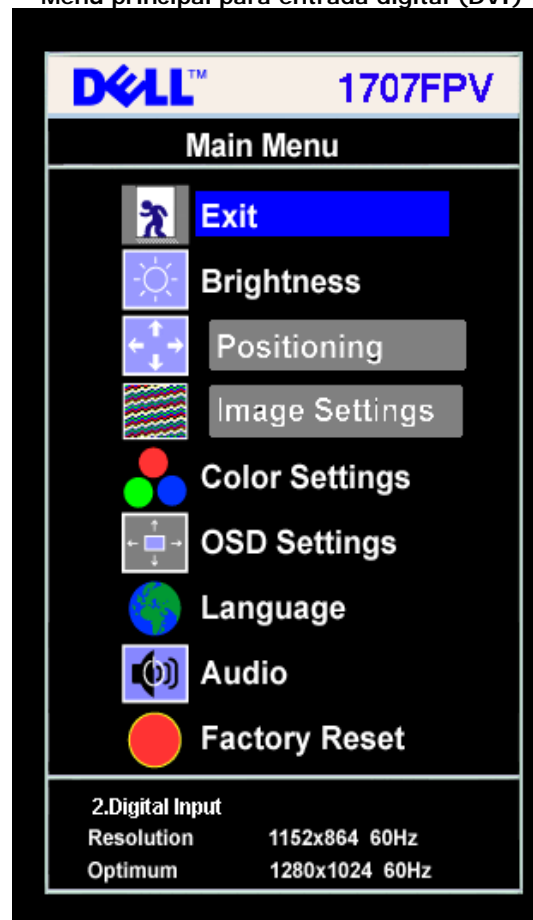 Menú principal para entrada digital (DVI)
DELL™ 1707FPV
Main Menu
Exit
Brightness
Positioning
Image Settings
Color Settings
OSD Settings
Language
Audio
Factory Reset
2.Digital Input
Resolution 1152x864 60Hz
Optimum 1280x1024 60Hz